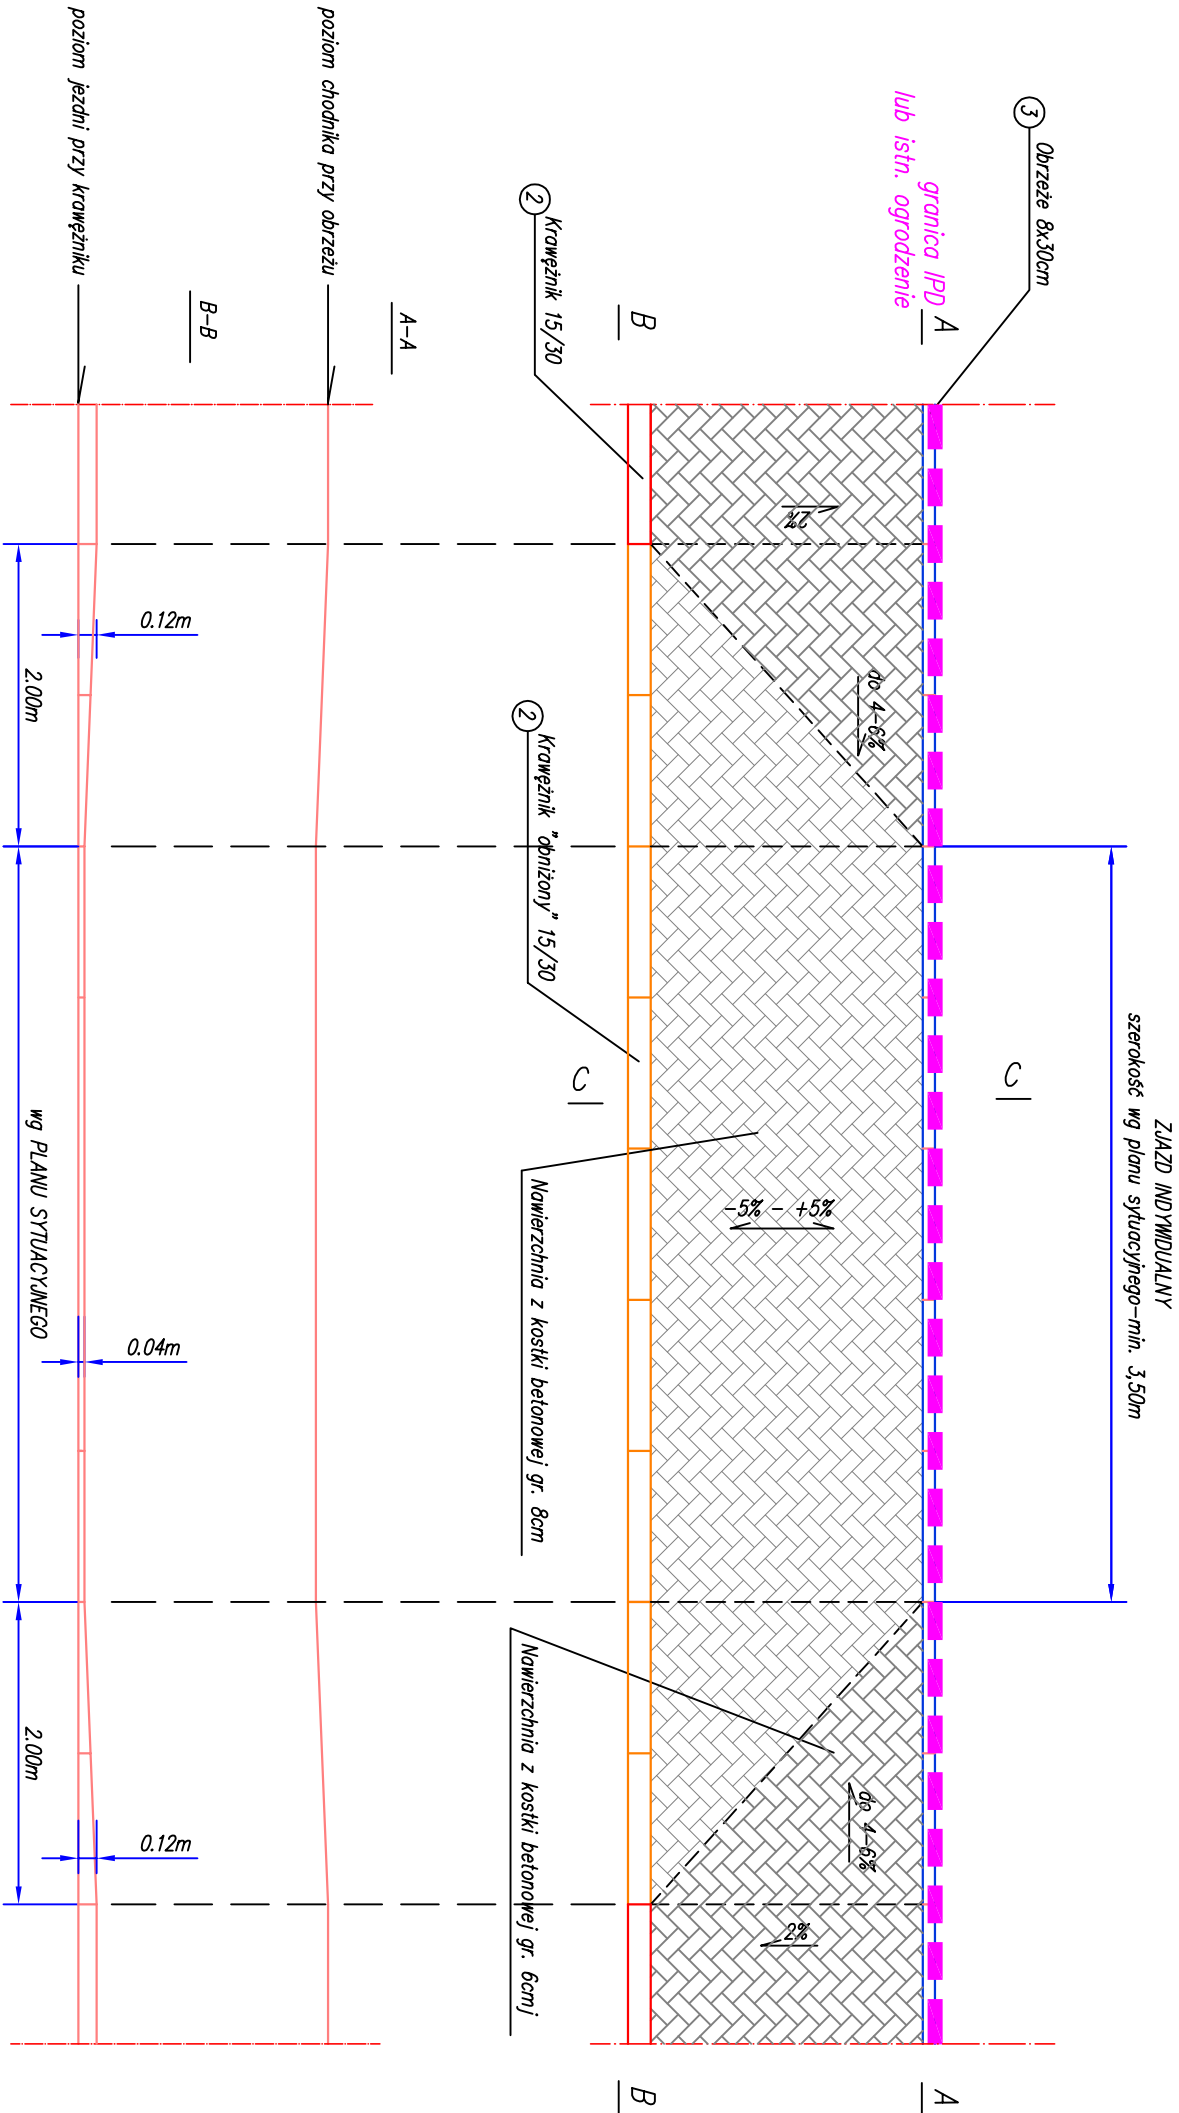 ZJAZD INDYWIDUALNY
szerokość wg planu sytuacyjnego-min. 3,50m
3 Obrzeże 8x30cm
granica IPD
lub istn. ogrodzenie
A
C
A
2%
do 4-6%
-5% - +5%
do 4-6%
2%
B
C
B
2 Krawężnik 15/30
2 Krawężnik "obniżony" 15/30
Nawierzchnia z kostki betonowej gr. 8cm
Nawierzchnia z kostki betonowej gr. 6cmj
A-A
poziom chodnika przy obrzeżu
B-B
poziom jezdni przy krawężniku
0.12m
0.04m
0.12m
2.00m
wg PLANU SYTUACYJNEGO
2.00m